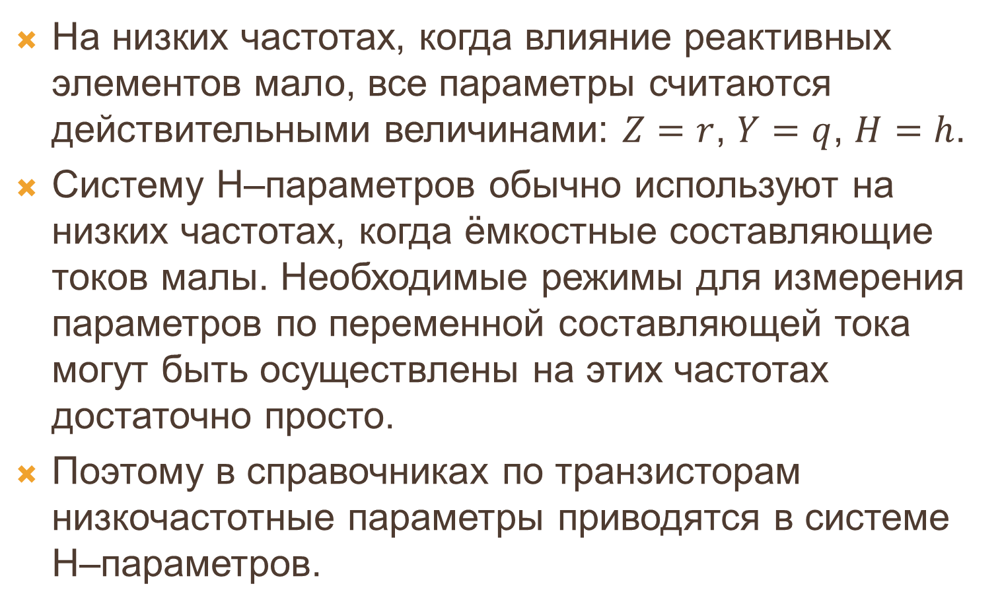 На низких частотах, когда влияние реактивных
элементов мало, все параметры считаются
действительными величинами: Z = r, Y = q, H = h.
Систему Н–параметров обычно используют на
низких частотах, когда ёмкостные составляющие
токов малы. Необходимые режимы для измерения
параметров по переменной составляющей тока
могут быть осуществлены на этих частотах
достаточно просто.
Поэтому в справочниках по транзисторам
низкочастотные параметры приводятся в системе
Н–параметров.